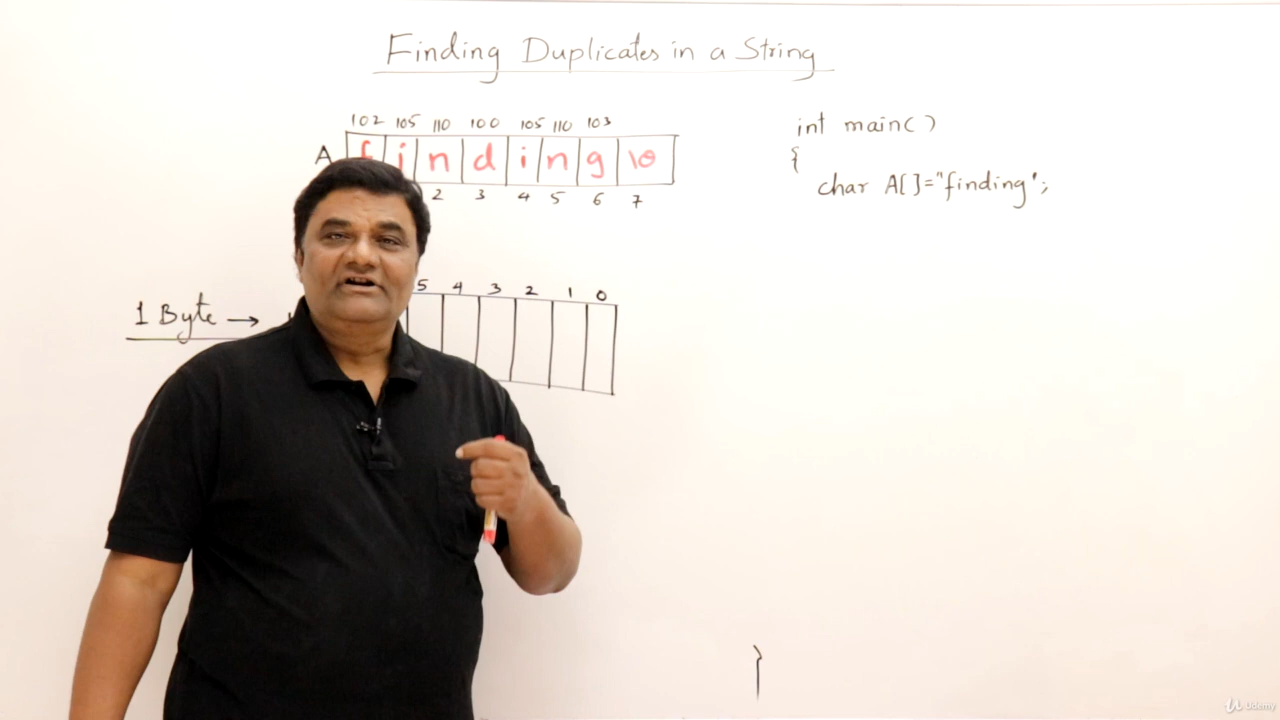 Finding Duplicates in a String
102 105 110 100 105 110 103
A f i n d i n g \0
2 3 4 5 6 7
int main()
{
char A[]="finding";
5 4 3 2 1 0
1 Byte →
}
Udemy